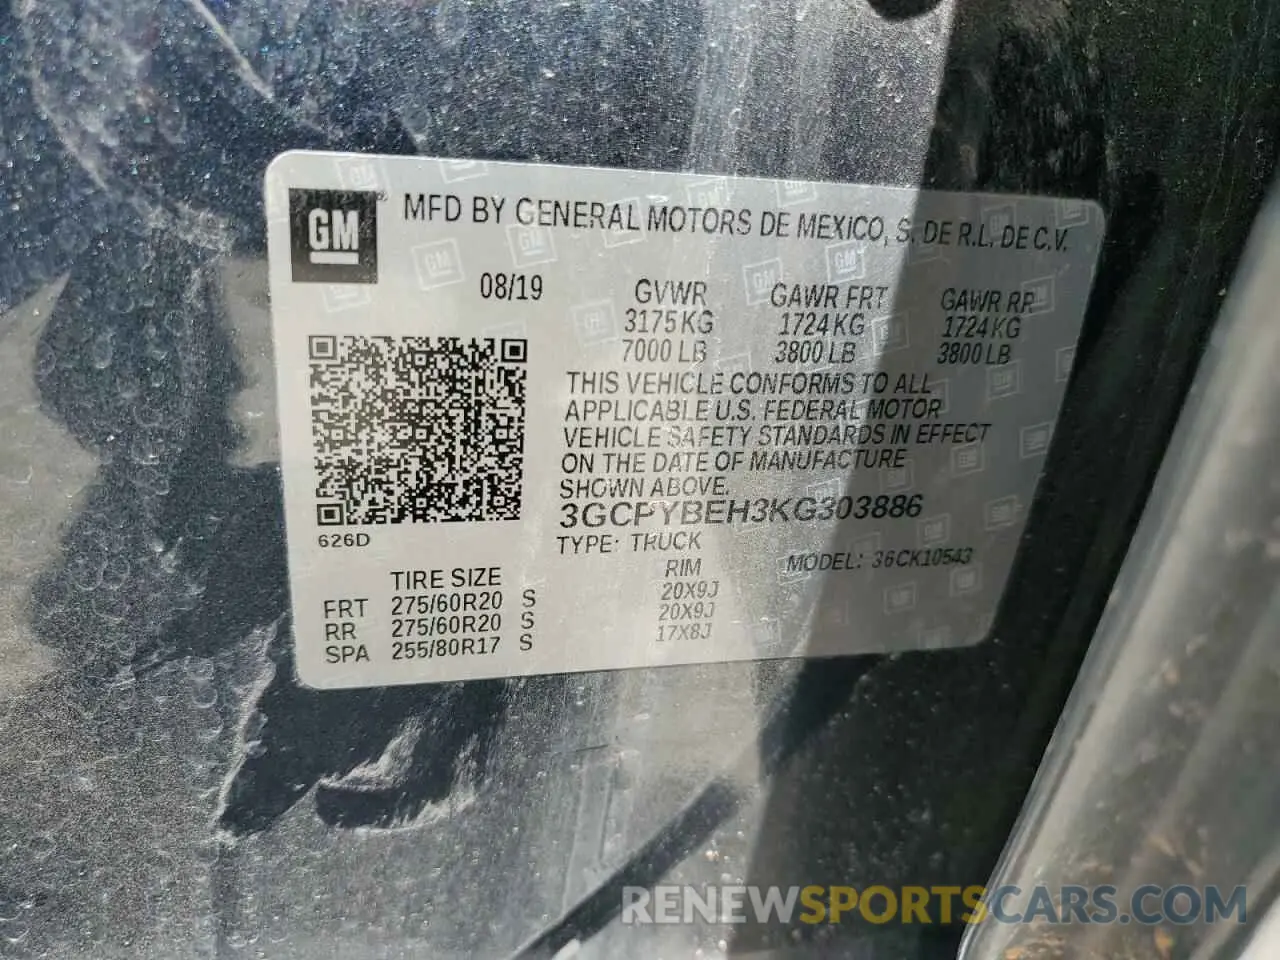 GM
MFD BY GENERAL MOTORS DE MEXICO, S. DE R.L. DE C.V.
08/19
GVWR GAWR FRT GAWR RR
3175 KG 1724 KG 1724 KG
7000 LB 3800 LB 3800 LB
THIS VEHICLE CONFORMS TO ALL
APPLICABLE U.S. FEDERAL MOTOR
VEHICLE SAFETY STANDARDS IN EFFECT
ON THE DATE OF MANUFACTURE
SHOWN ABOVE.
3GCPYBEH3KG303886
626D
TYPE: TRUCK
MODEL: 36CK10543
TIRE SIZE RIM
FRT 275/60R20 S 20X9J
RR 275/60R20 S 20X9J
SPA 255/80R17 S 17X8J
RENEWSPORTSCARS.COM